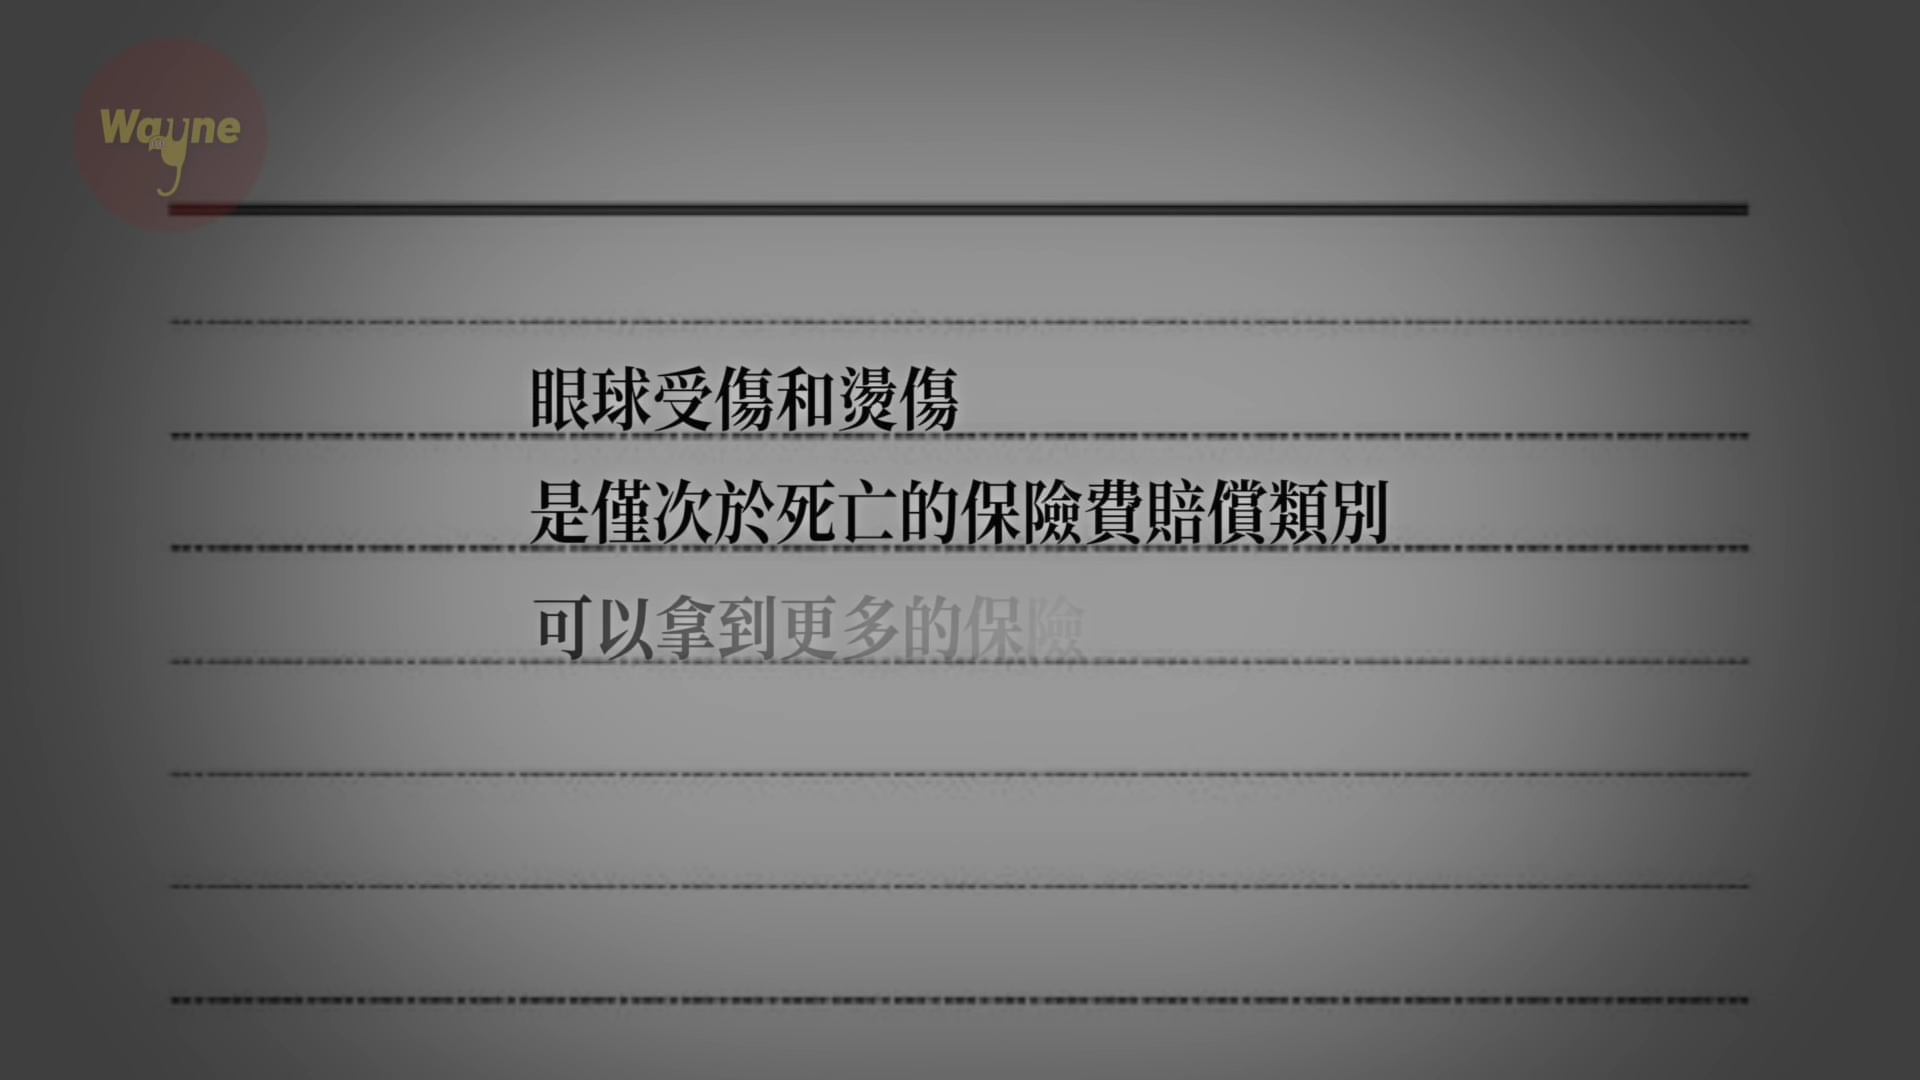 Wayne
眼球受傷和燙傷
是僅次於死亡的保險費賠償類別
可以拿到更多的保險